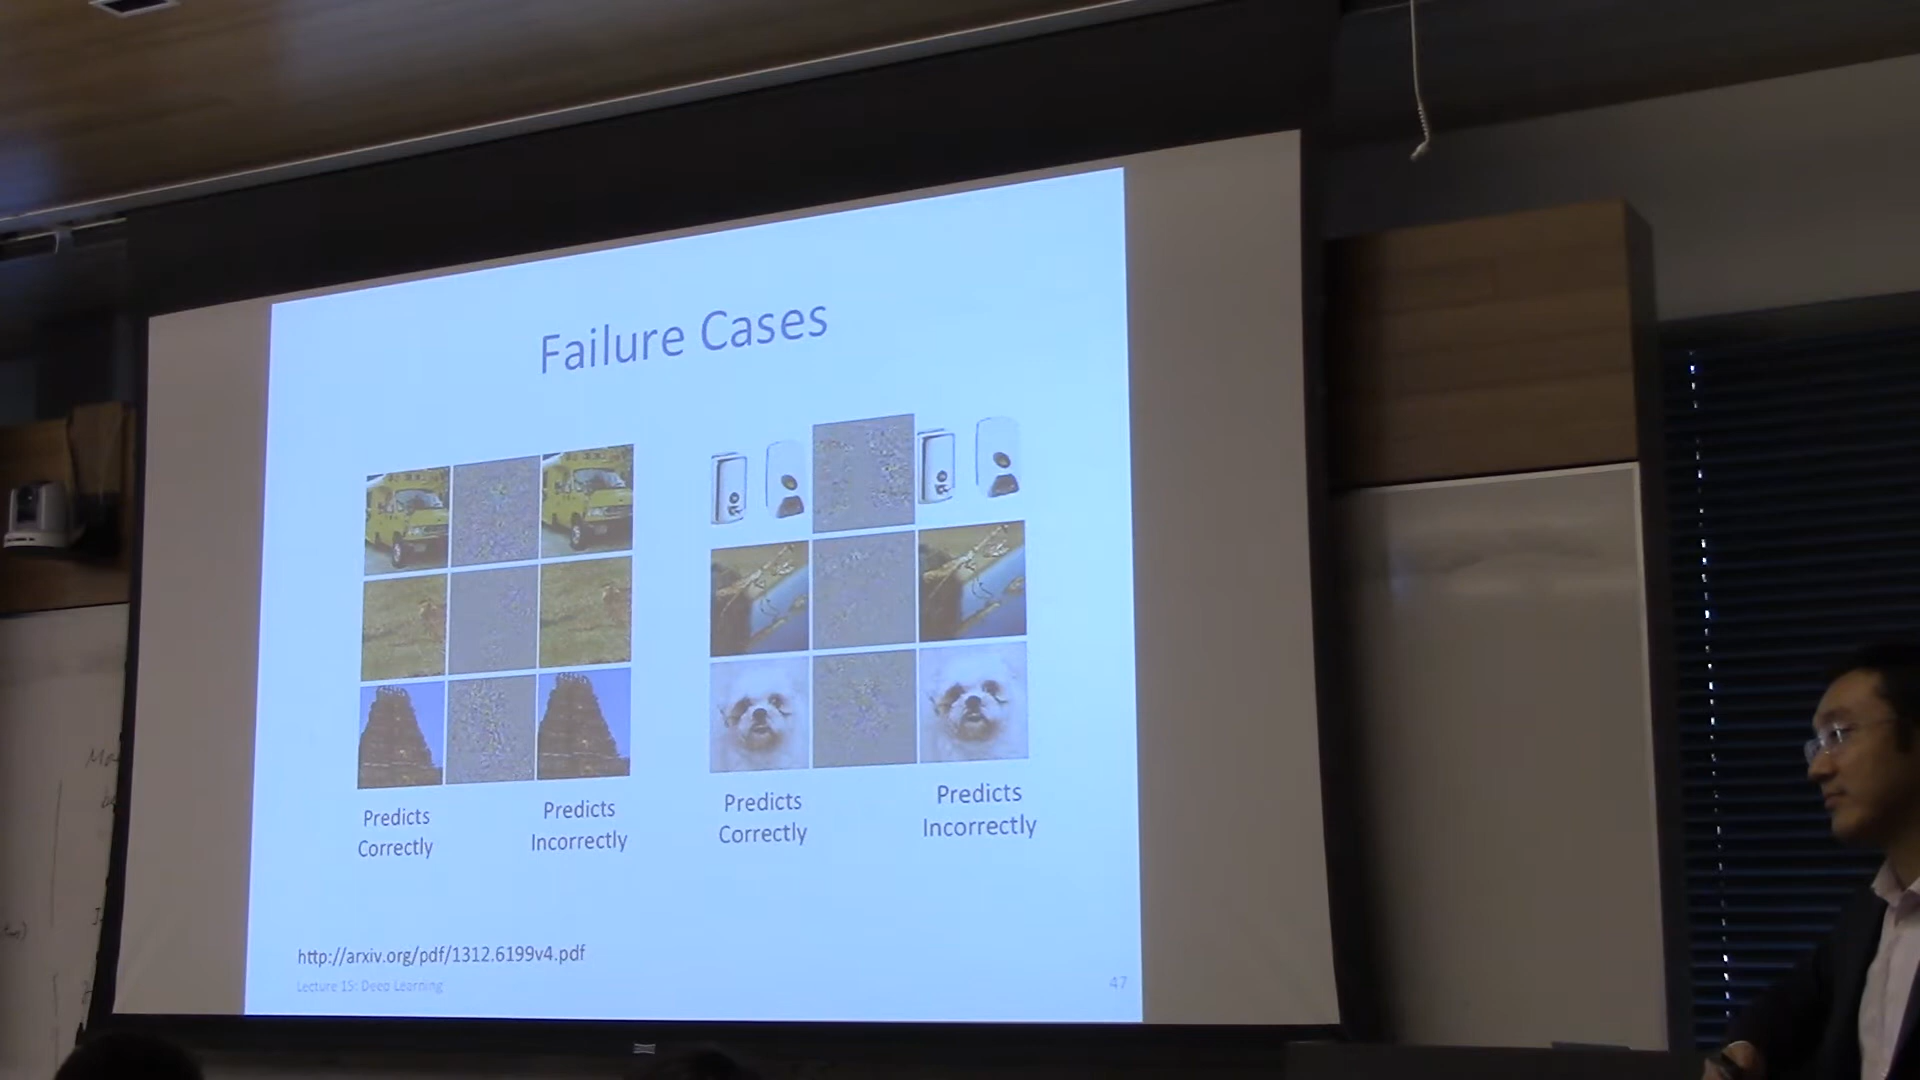 Failure Cases
Predicts
Correctly
Predicts
Incorrectly
Predicts
Correctly
Predicts
Incorrectly
http://arxiv.org/pdf/1312.6199v4.pdf
Lecture 15: Deep Learning
47